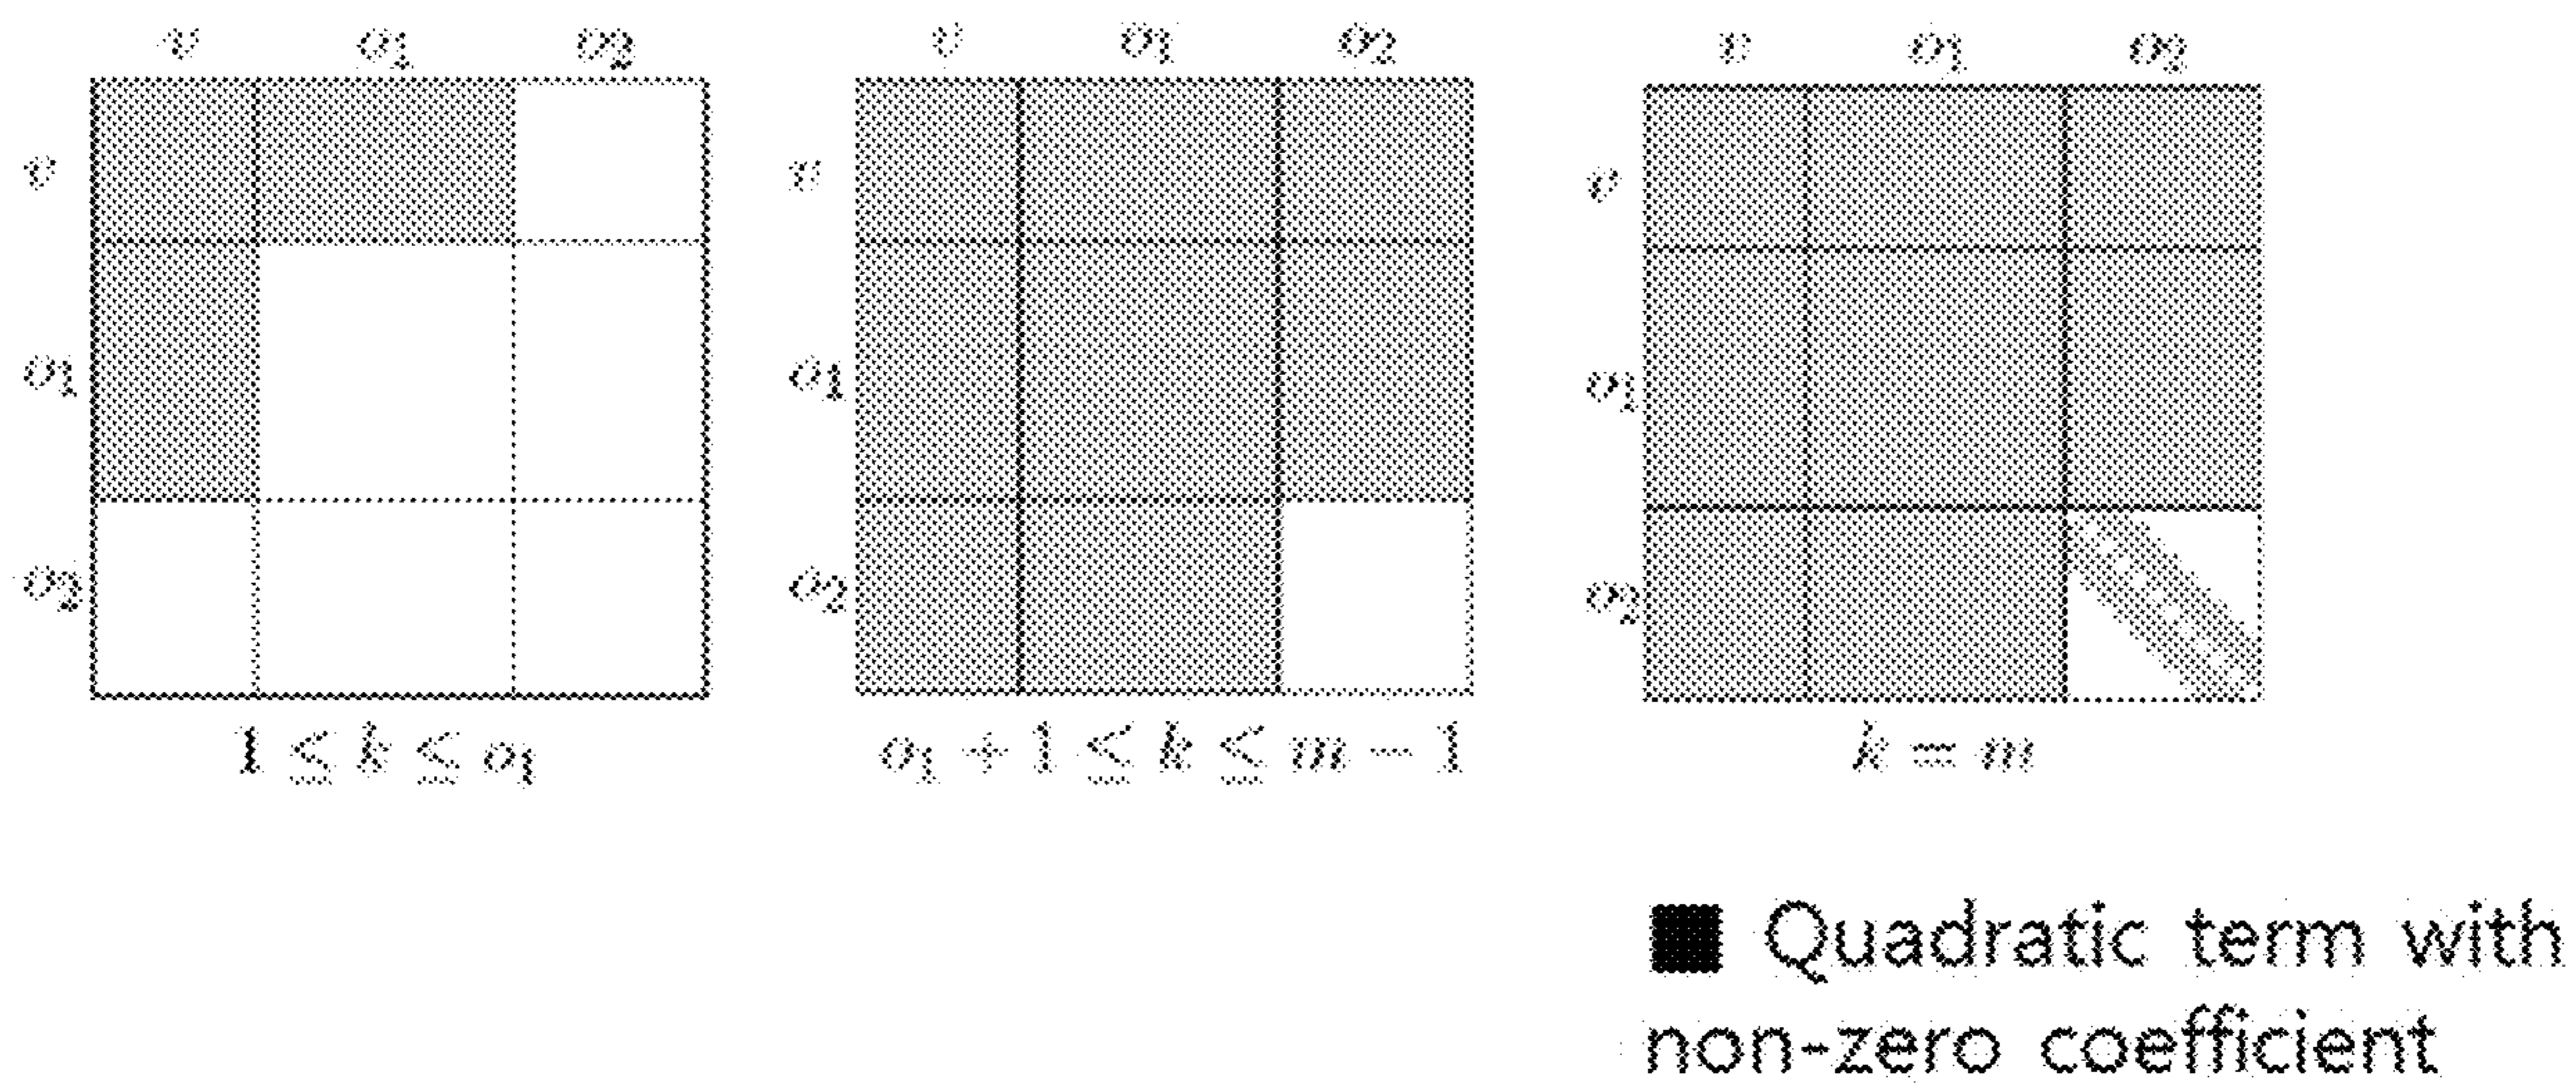 v o₁ o₂
v
o₁
o₂
1 ≤ k ≤ o₁
v o₁ o₂
v
o₁
o₂
o₁ + 1 ≤ k ≤ m − 1
v o₁ o₂
v
o₁
o₂
k = m
Quadratic term with
non-zero coefficient